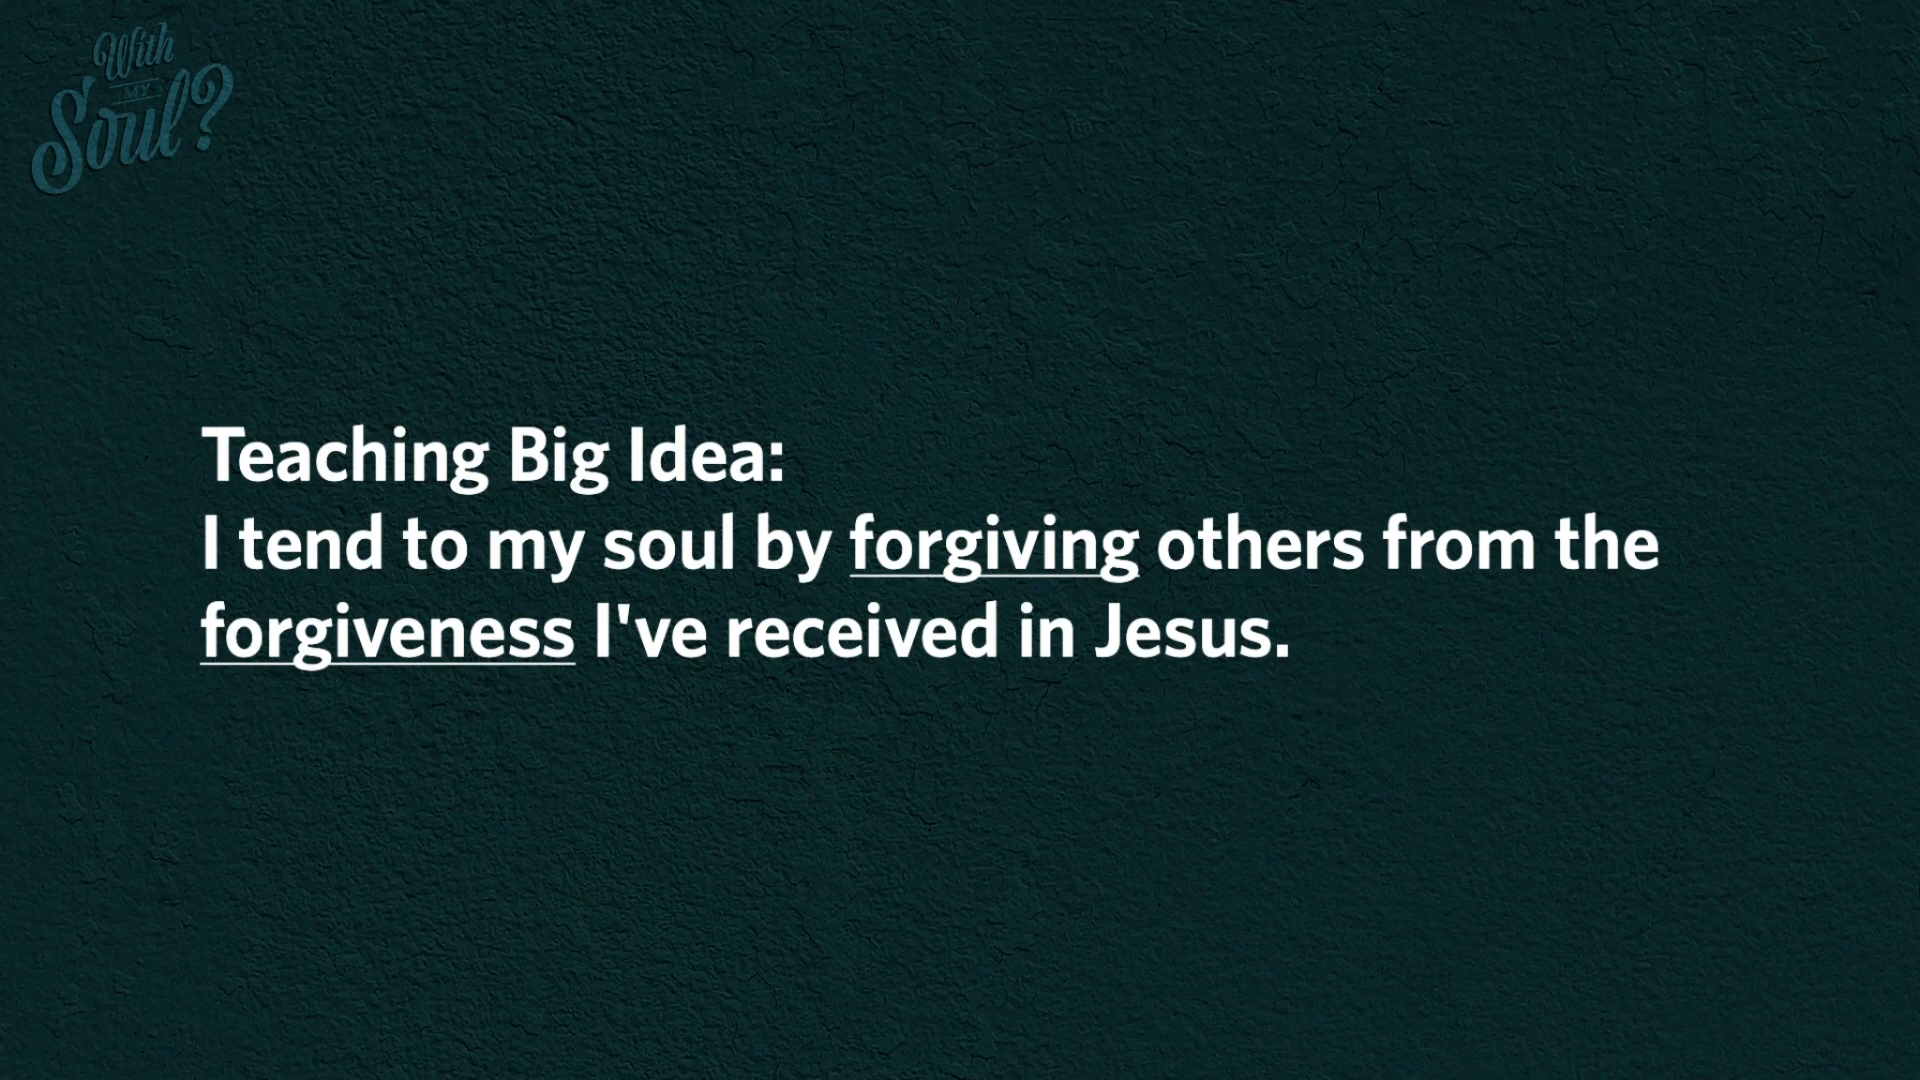 With
MY
Soul?
Teaching Big Idea:
I tend to my soul by forgiving others from the
forgiveness I've received in Jesus.